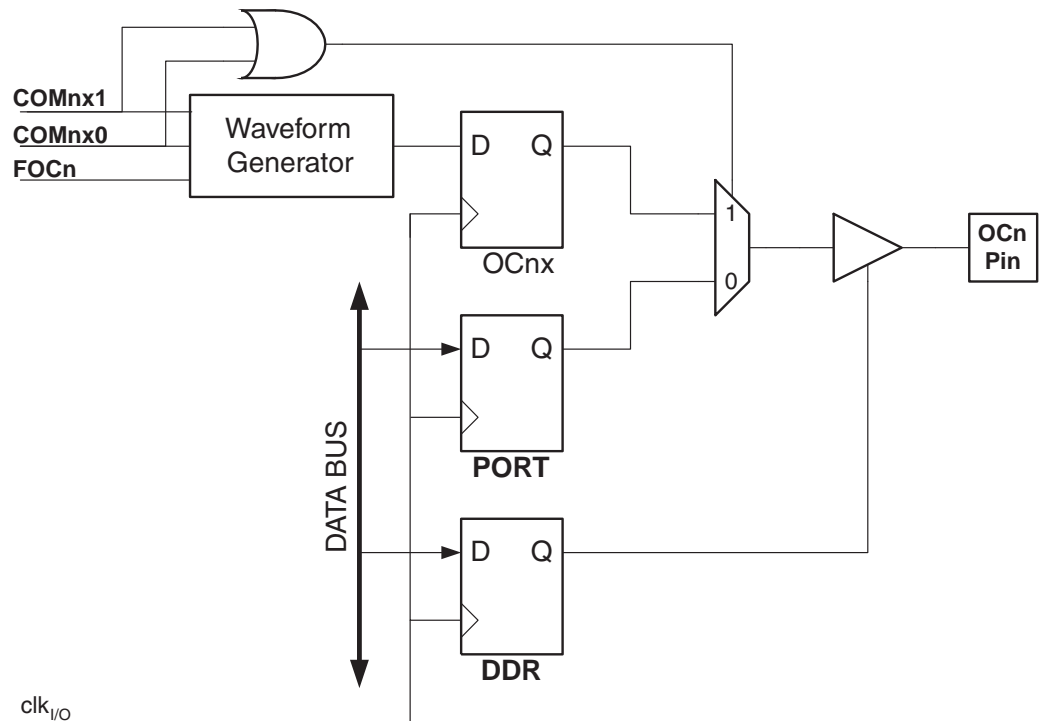 COMnx1
COMnx0
FOCn
Waveform
Generator
D Q
OCnx
1
0
OCn
Pin
D Q
PORT
DATA BUS
D Q
DDR
clkI/O